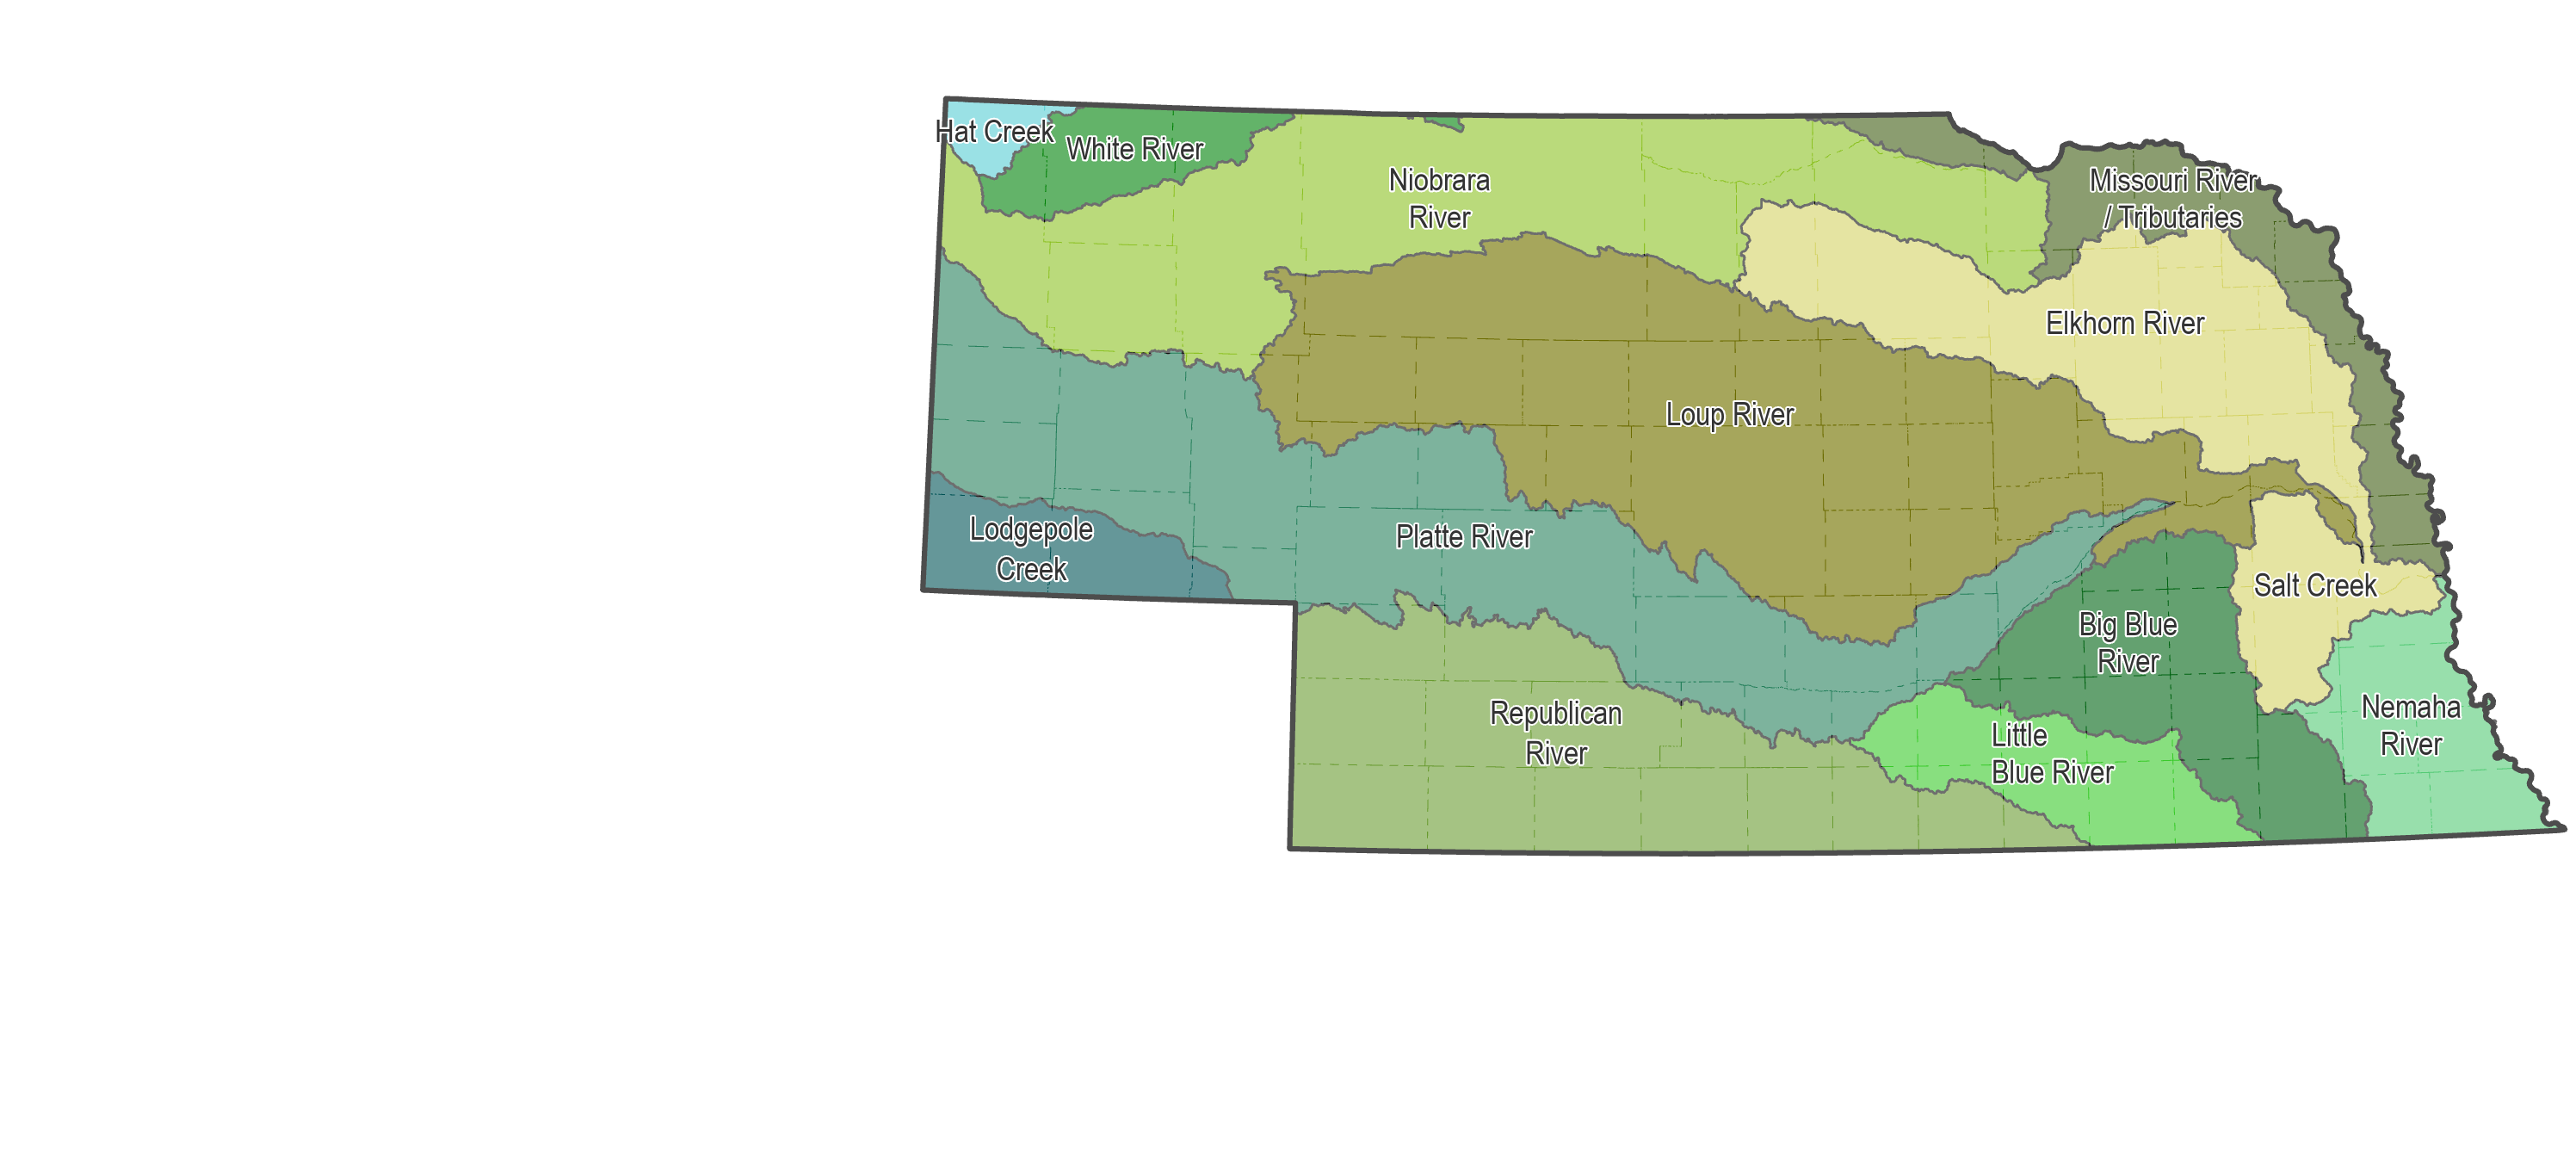 Hat Creek
White River
Niobrara
River
Missouri River
/ Tributaries
Elkhorn River
Loup River
Lodgepole
Creek
Platte River
Salt Creek
Big Blue
River
Republican
River
Little
Blue River
Nemaha
River